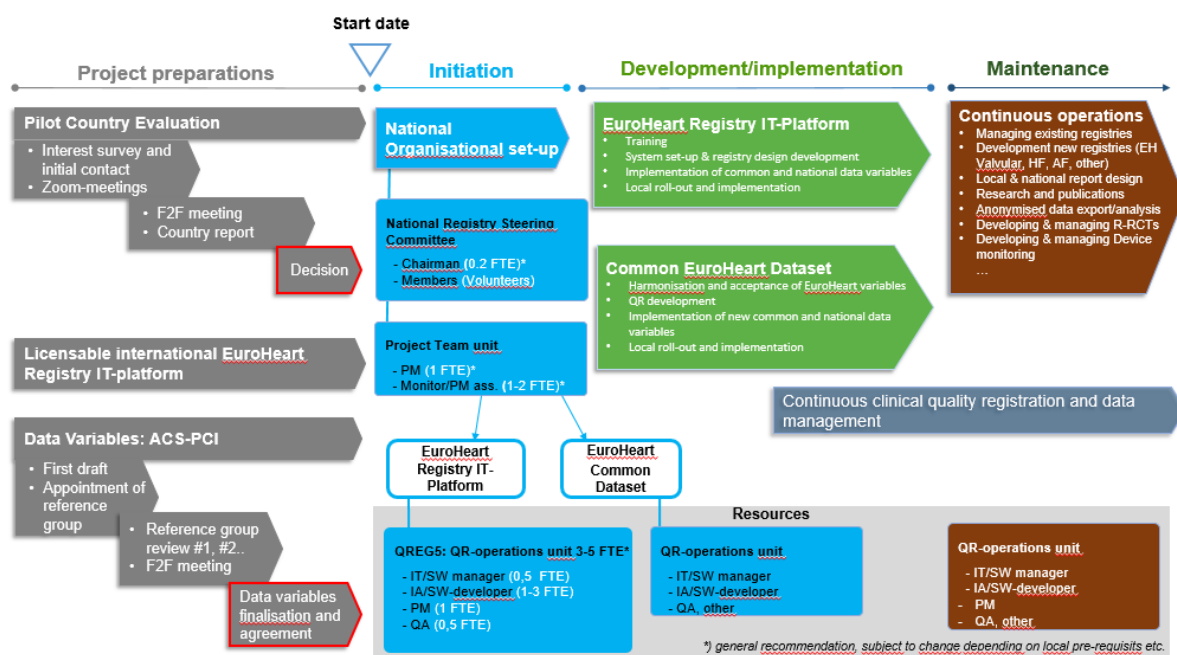 Start date
Project preparations
Initiation
Development/implementation
Maintenance
Pilot Country Evaluation
• Interest survey and
initial contact
• Zoom-meetings
• F2F meeting
• Country report
Decision
Licensable international EuroHeart
Registry IT-platform
Data Variables: ACS-PCI
• First draft
• Appointment of
reference
group
• Reference group
review #1, #2..
• F2F meeting
Data variables
finalisation and
agreement
National
Organisational set-up
National Registry Steering
Committee
- Chairman (0.2 FTE)*
- Members (Volunteers)
Project Team unit
- PM (1 FTE)*
- Monitor/PM ass. (1-2 FTE)*
EuroHeart
Registry IT-
Platform
EuroHeart
Common
Dataset
EuroHeart Registry IT-Platform
• Training
• System set-up & registry design development
• Implementation of common and national data variables
• Local roll-out and implementation
Common EuroHeart Dataset
• Harmonisation and acceptance of EuroHeart variables
• QR development
• Implementation of new common and national data
variables
• Local roll-out and implementation
Continuous operations
• Managing existing registries
• Development new registries (EH
Valvular, HF, AF, other)
• Local & national report design
• Research and publications
• Anonymised data export/analysis
• Developing & managing R-RCTs
• Developing & managing Device
monitoring
…
Continuous clinical quality registration and data
management
Resources
QREG5: QR-operations unit 3-5 FTE*
- IT/SW manager (0,5 FTE)
- IA/SW-developer (1-3 FTE)
- PM (1 FTE)
- QA (0,5 FTE)
QR-operations unit
- IT/SW manager
- IA/SW-developer
- QA, other
QR-operations unit
- IT/SW manager
- IA/SW-developer
- PM
- QA, other
*) general recommendation, subject to change depending on local pre-requisits etc.